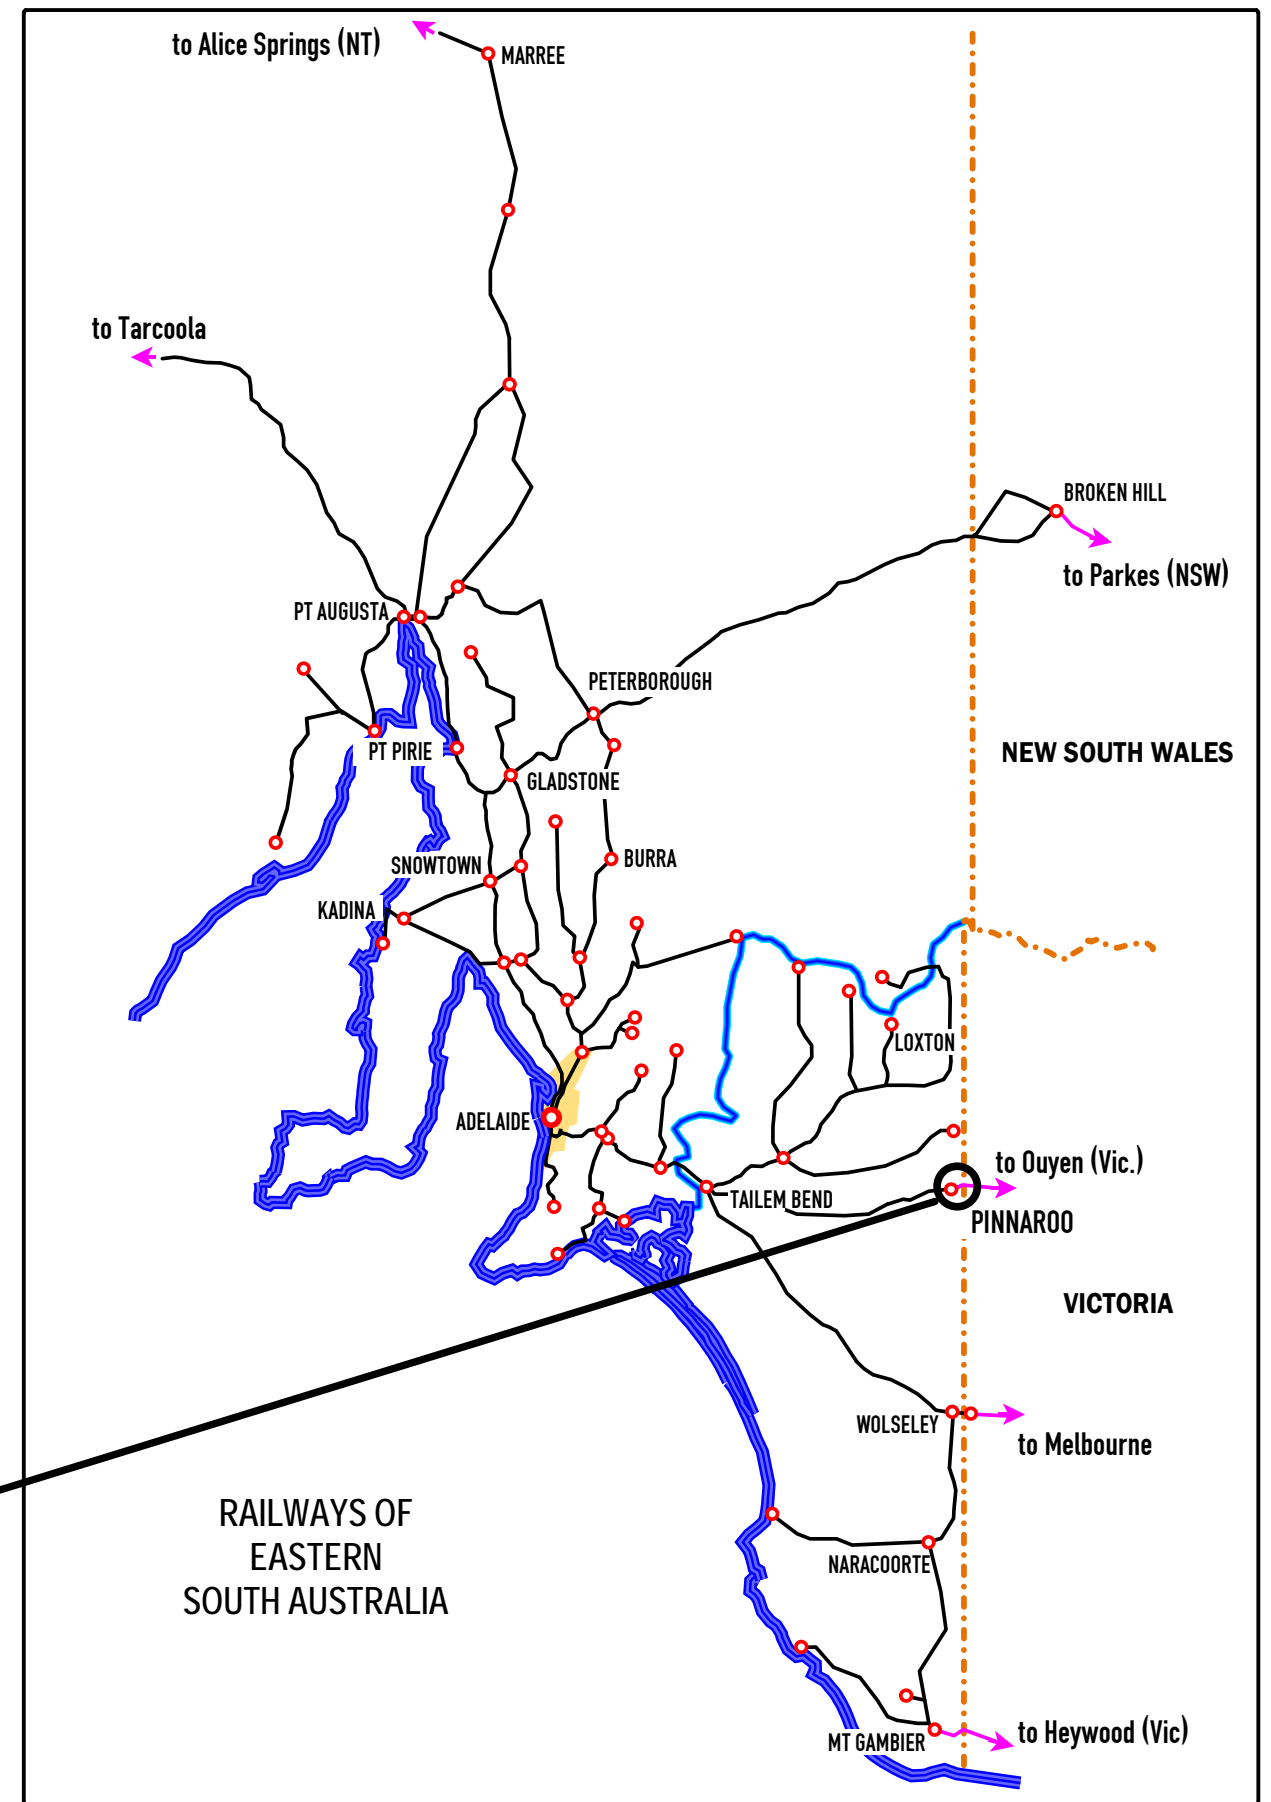 to Alice Springs (NT)
MARREE
to Tarcoola
BROKEN HILL
to Parkes (NSW)
PT AUGUSTA
PETERBOROUGH
PT PIRIE
NEW SOUTH WALES
GLADSTONE
SNOWTOWN
BURRA
KADINA
LOXTON
ADELAIDE
to Ouyen (Vic.)
TAILEM BEND
PINNAROO
VICTORIA
WOLSELEY
to Melbourne
RAILWAYS OF
EASTERN
SOUTH AUSTRALIA
NARACOORTE
to Heywood (Vic)
MT GAMBIER